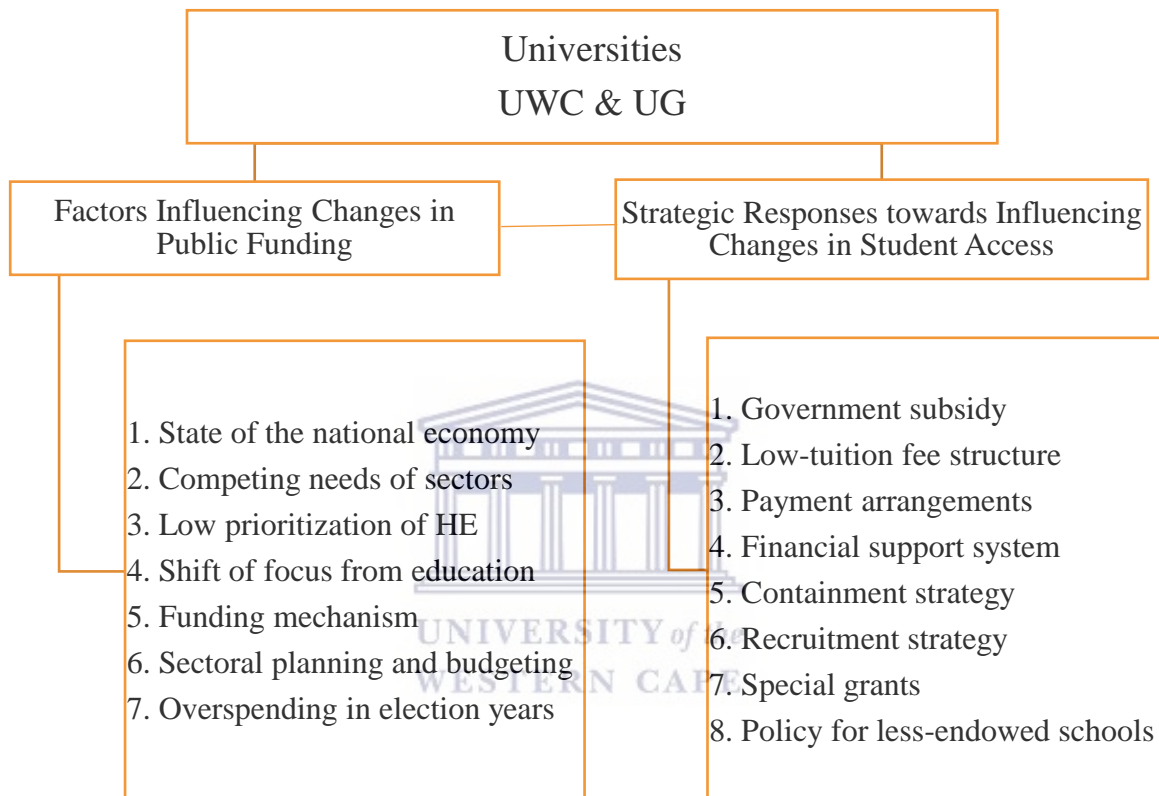 Universities
UWC & UG
Factors Influencing Changes in
Public Funding
Strategic Responses towards Influencing
Changes in Student Access
1. State of the national economy
2. Competing needs of sectors
3. Low prioritization of HE
4. Shift of focus from education
5. Funding mechanism
6. Sectoral planning and budgeting
7. Overspending in election years
1. Government subsidy
2. Low-tuition fee structure
3. Payment arrangements
4. Financial support system
5. Containment strategy
6. Recruitment strategy
7. Special grants
8. Policy for less-endowed schools
UNIVERSITY of the
WESTERN CAPE